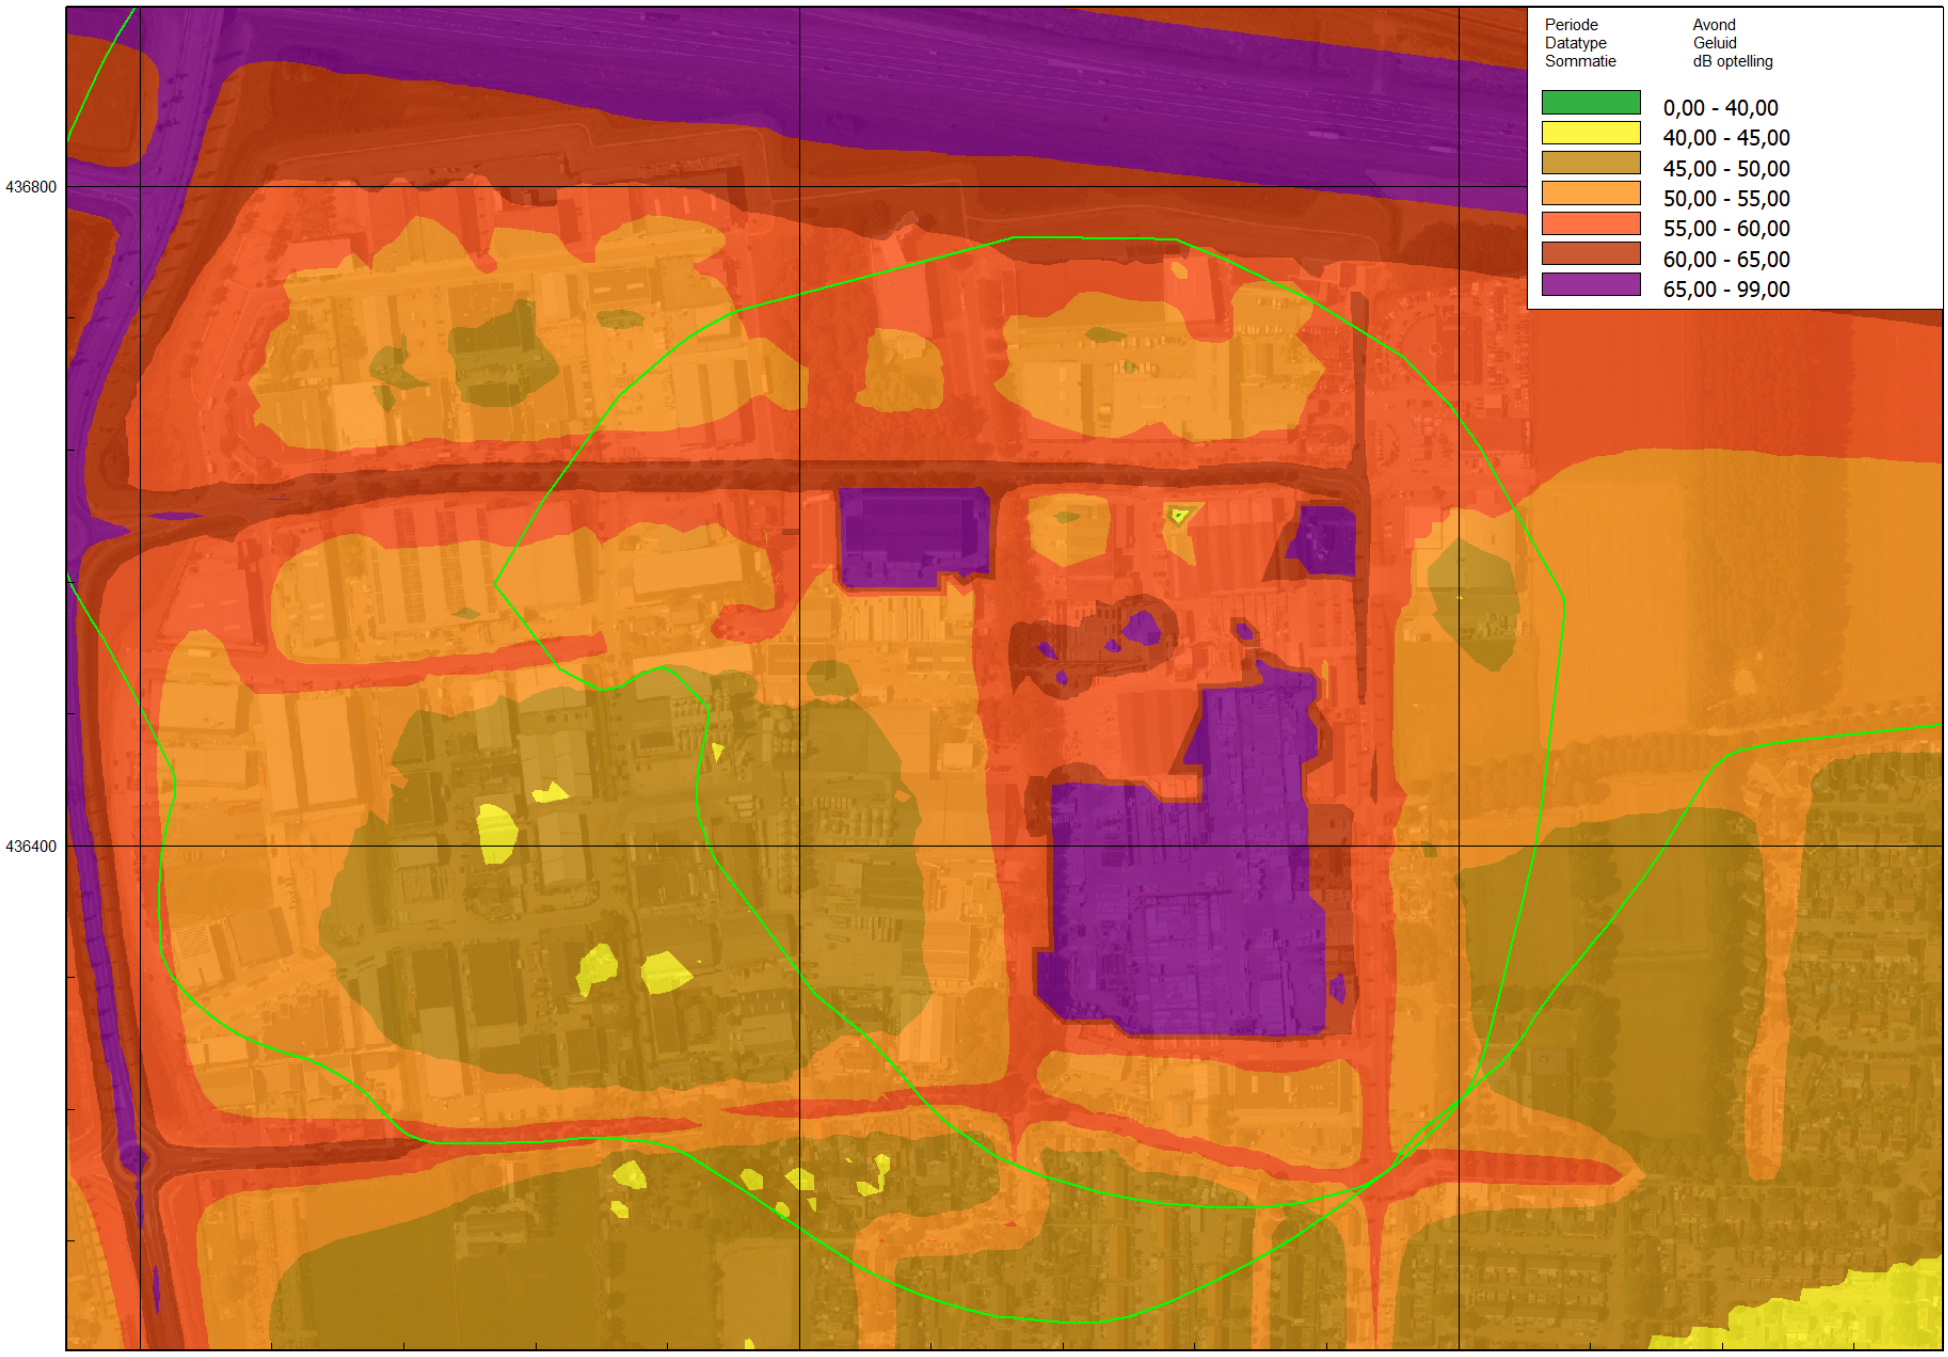 Periode Avond
Datatype Geluid
Sommatie dB optelling
0,00 - 40,00
40,00 - 45,00
45,00 - 50,00
50,00 - 55,00
55,00 - 60,00
60,00 - 65,00
65,00 - 99,00
436800
436400